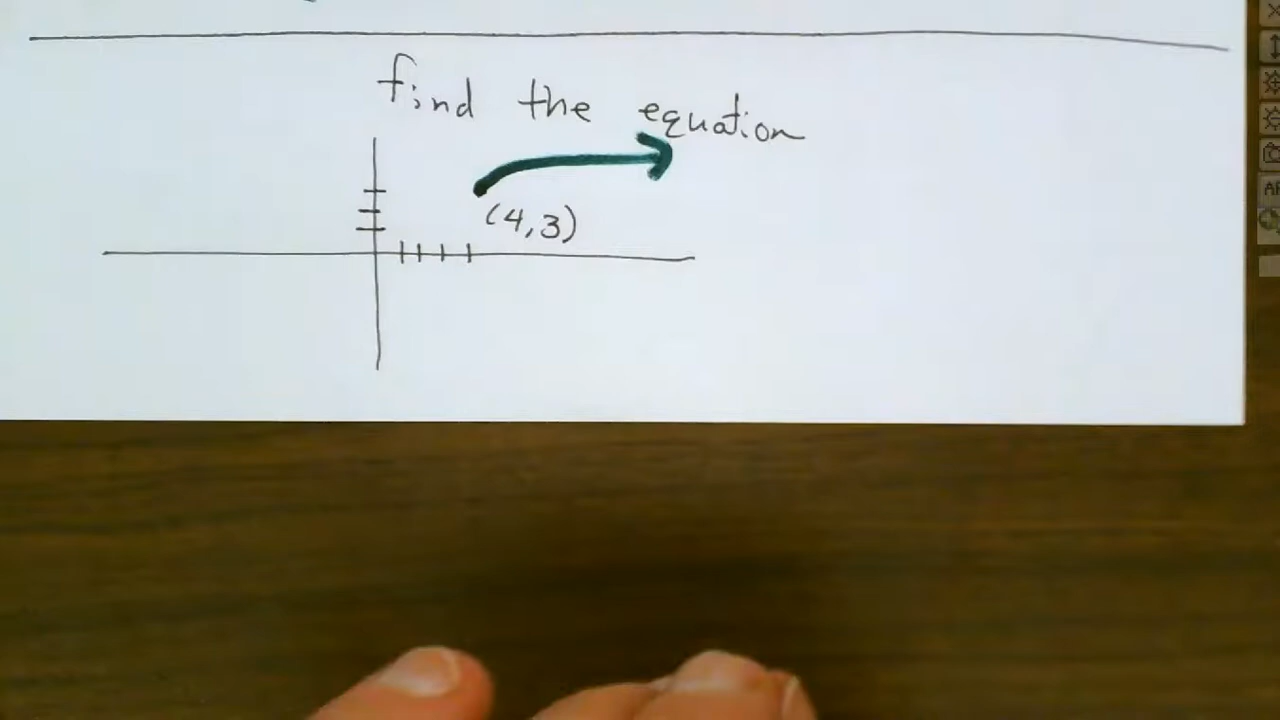 find the equation
(4,3)